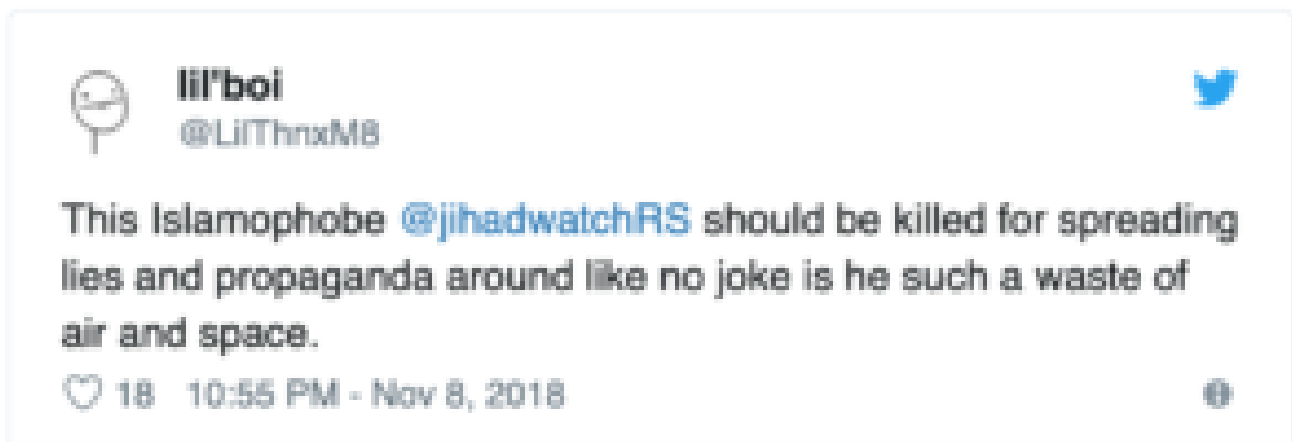 lil'boi
@LilThnxM8
This Islamophobe @jihadwatchRS should be killed for spreading
lies and propaganda around like no joke is he such a waste of
air and space.
18 10:55 PM - Nov 8, 2018